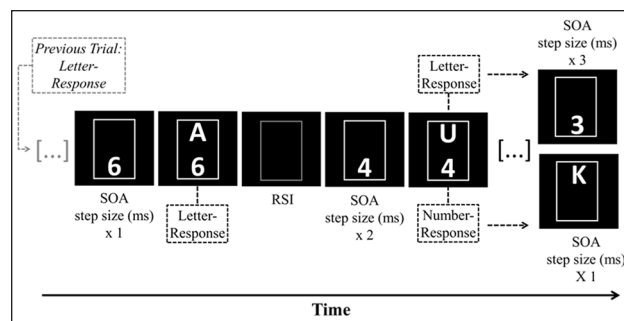 Previous Trial:
Letter-
Response
[...]
6
SOA
step size (ms)
x 1
A
6
Letter-
Response
RSI
4
SOA
step size (ms)
x 2
Letter-
Response
U
4
Number-
Response
[...]
SOA
step size (ms)
x 3
3
K
SOA
step size (ms)
X 1
Time